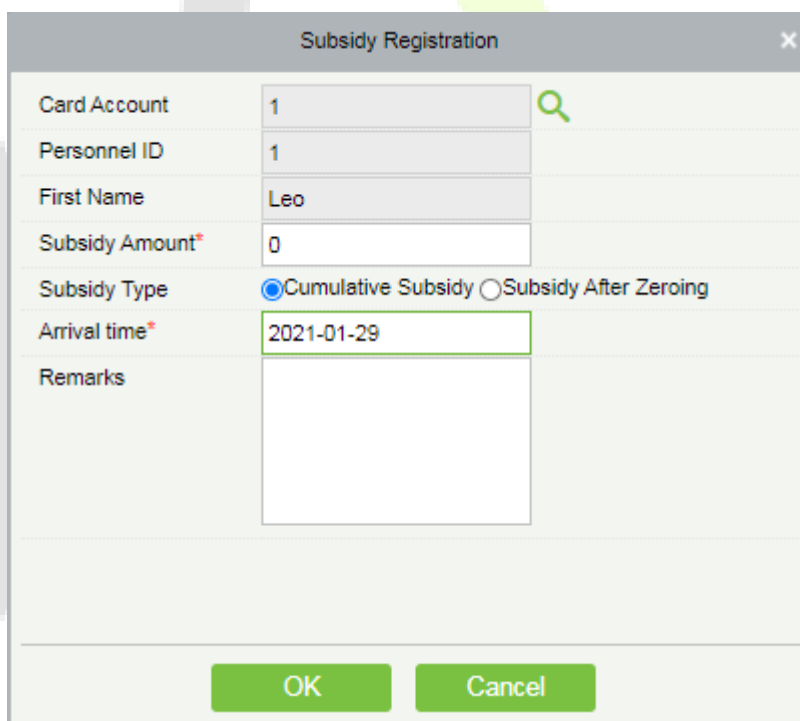 Subsidy Registration ×
Card Account 1
Personnel ID 1
First Name Leo
Subsidy Amount* 0
Subsidy Type Cumulative Subsidy Subsidy After Zeroing
Arrival time* 2021-01-29
Remarks
OK Cancel